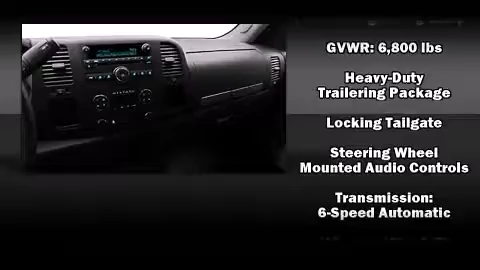 GVWR: 6,800 lbs
Heavy-Duty
Trailering Package
Locking Tailgate
Steering Wheel
Mounted Audio Controls
Transmission:
6-Speed Automatic